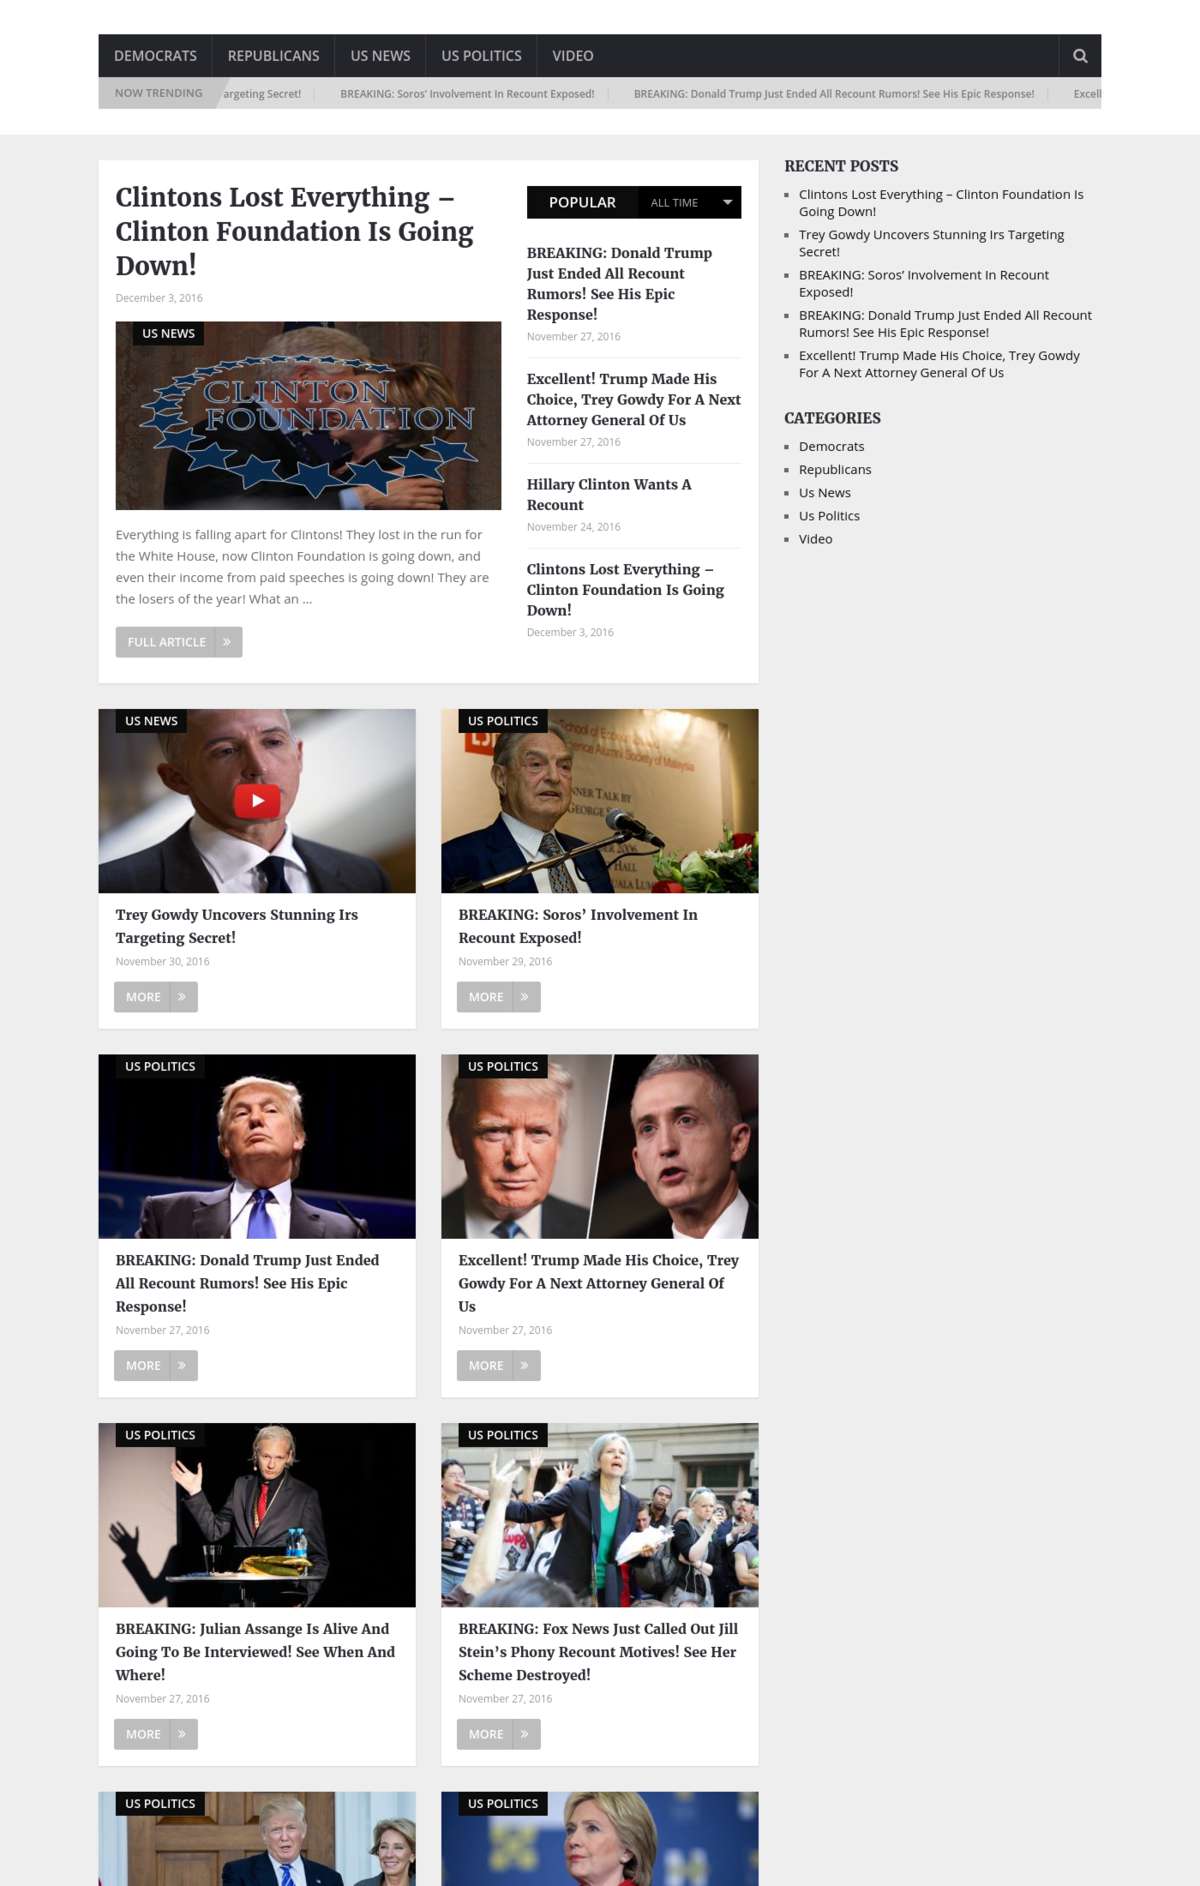 DEMOCRATS REPUBLICANS US NEWS US POLITICS VIDEO
NOW TRENDING argeting Secret! BREAKING: Soros’ Involvement In Recount Exposed! BREAKING: Donald Trump Just Ended All Recount Rumors! See His Epic Response! Excell
Clintons Lost Everything –
Clinton Foundation Is Going
Down!
December 3, 2016
US NEWS
CLINTON
FOUNDATION
Everything is falling apart for Clintons! They lost in the run for
the White House, now Clinton Foundation is going down, and
even their income from paid speeches is going down! They are
the losers of the year! What an ...
FULL ARTICLE »
POPULAR ALL TIME
BREAKING: Donald Trump
Just Ended All Recount
Rumors! See His Epic
Response!
November 27, 2016
Excellent! Trump Made His
Choice, Trey Gowdy For A Next
Attorney General Of Us
November 27, 2016
Hillary Clinton Wants A
Recount
November 24, 2016
Clintons Lost Everything –
Clinton Foundation Is Going
Down!
December 3, 2016
RECENT POSTS
Clintons Lost Everything – Clinton Foundation Is
Going Down!
Trey Gowdy Uncovers Stunning Irs Targeting
Secret!
BREAKING: Soros’ Involvement In Recount
Exposed!
BREAKING: Donald Trump Just Ended All Recount
Rumors! See His Epic Response!
Excellent! Trump Made His Choice, Trey Gowdy
For A Next Attorney General Of Us
CATEGORIES
Democrats
Republicans
Us News
Us Politics
Video
US NEWS
Trey Gowdy Uncovers Stunning Irs
Targeting Secret!
November 30, 2016
MORE »
US POLITICS
School of Econo
Alumni Society of Malaysia
NNER TALK BY
GEORGE
HALL
BREAKING: Soros’ Involvement In
Recount Exposed!
November 29, 2016
MORE »
US POLITICS
BREAKING: Donald Trump Just Ended
All Recount Rumors! See His Epic
Response!
November 27, 2016
MORE »
US POLITICS
Excellent! Trump Made His Choice, Trey
Gowdy For A Next Attorney General Of
Us
November 27, 2016
MORE »
US POLITICS
BREAKING: Julian Assange Is Alive And
Going To Be Interviewed! See When And
Where!
November 27, 2016
MORE »
US POLITICS
BREAKING: Fox News Just Called Out Jill
Stein’s Phony Recount Motives! See Her
Scheme Destroyed!
November 27, 2016
MORE »
US POLITICS
US POLITICS